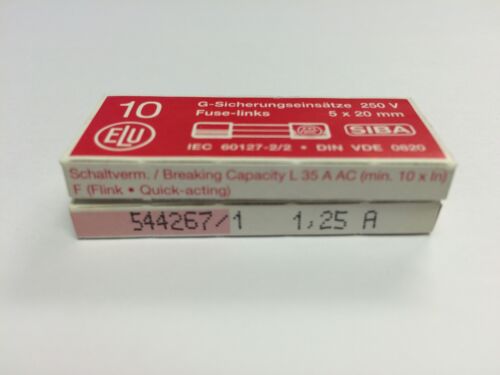 10
G-Sicherungseinsätze 250 V
Fuse-links 5 x 20 mm
ELU
SIBA
IEC 60127-2/2 • DIN VDE 0820
Schaltverm. / Breaking Capacity L 35 A AC (min. 10 x In)
F (Flink • Quick-acting)
544267/1 1,25 A